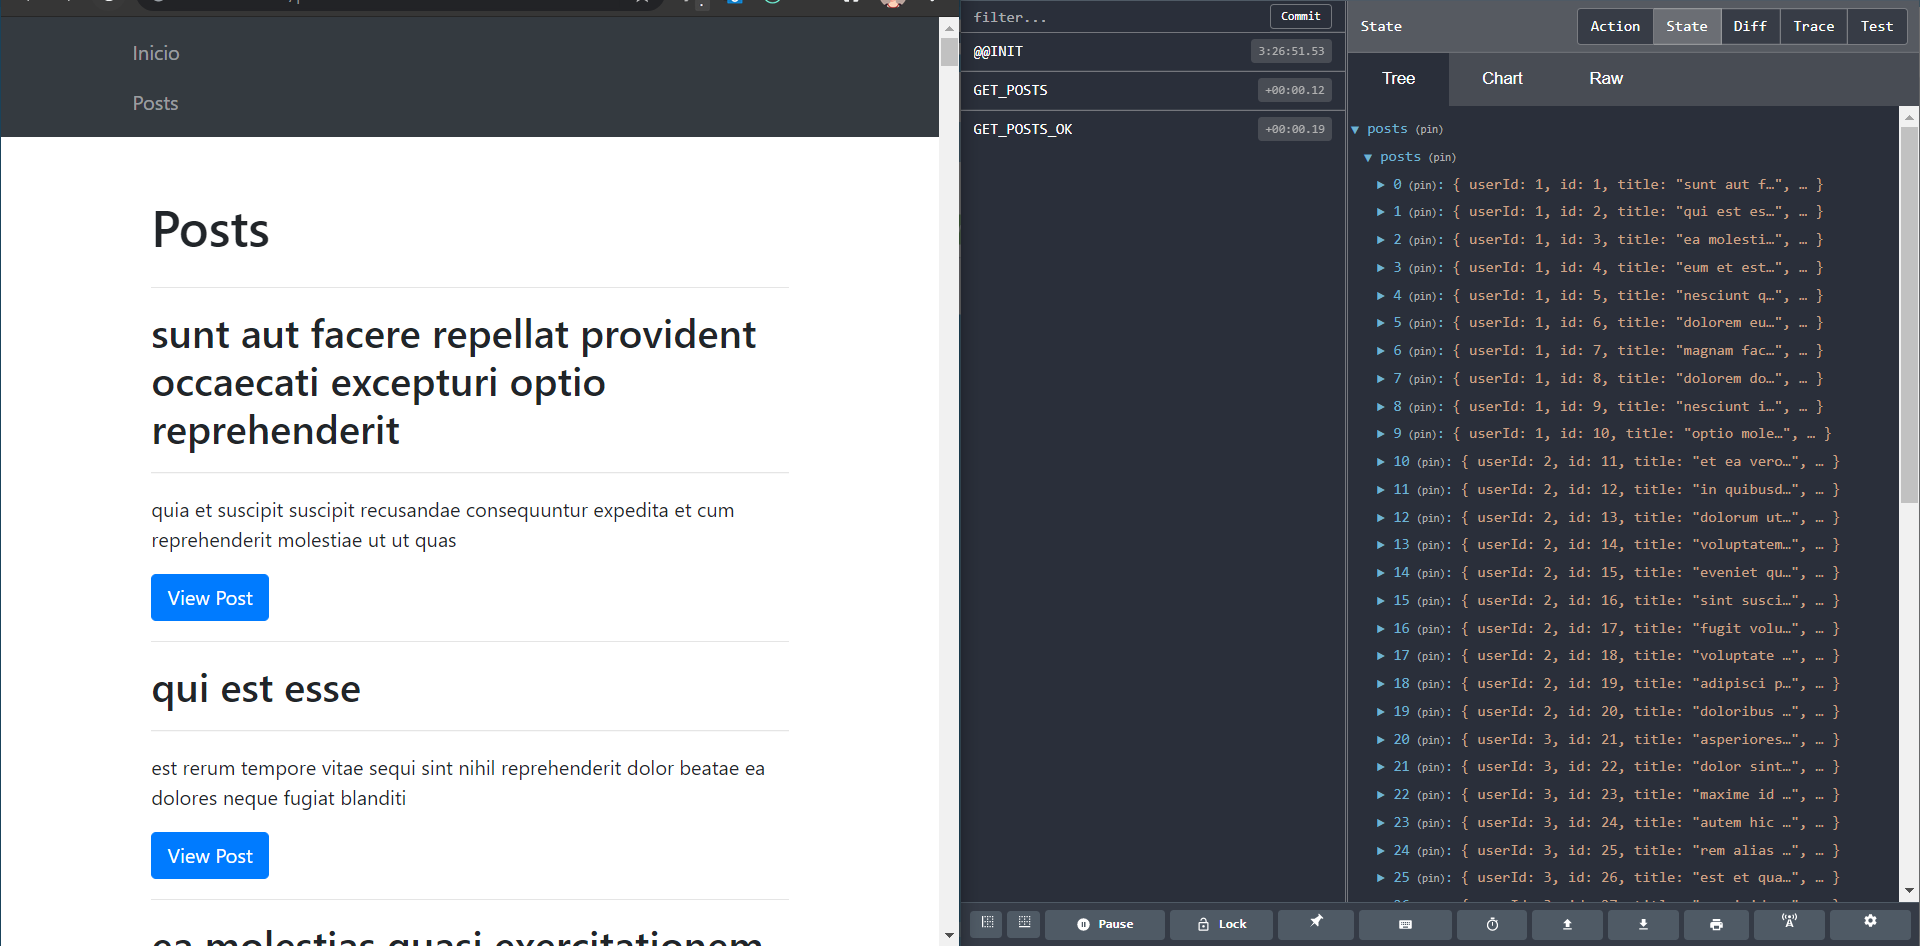 Inicio
Posts
Posts
sunt aut facere repellat provident
occaecati excepturi optio
reprehenderit
quia et suscipit suscipit recusandae consequuntur expedita et cum
reprehenderit molestiae ut ut quas
View Post
qui est esse
est rerum tempore vitae sequi sint nihil reprehenderit dolor beatae ea
dolores neque fugiat blanditi
View Post
ea molestias quasi exercitationem
filter...
Commit
@@INIT 3:26:51.53
GET_POSTS +00:00.12
GET_POSTS_OK +00:00.19
State
Action State Diff Trace Test
Tree Chart Raw
▼ posts (pin)
▼ posts (pin)
▶ 0 (pin): { userId: 1, id: 1, title: "sunt aut f…", … }
▶ 1 (pin): { userId: 1, id: 2, title: "qui est es…", … }
▶ 2 (pin): { userId: 1, id: 3, title: "ea molesti…", … }
▶ 3 (pin): { userId: 1, id: 4, title: "eum et est…", … }
▶ 4 (pin): { userId: 1, id: 5, title: "nesciunt q…", … }
▶ 5 (pin): { userId: 1, id: 6, title: "dolorem eu…", … }
▶ 6 (pin): { userId: 1, id: 7, title: "magnam fac…", … }
▶ 7 (pin): { userId: 1, id: 8, title: "dolorem do…", … }
▶ 8 (pin): { userId: 1, id: 9, title: "nesciunt i…", … }
▶ 9 (pin): { userId: 1, id: 10, title: "optio mole…", … }
▶ 10 (pin): { userId: 2, id: 11, title: "et ea vero…", … }
▶ 11 (pin): { userId: 2, id: 12, title: "in quibusd…", … }
▶ 12 (pin): { userId: 2, id: 13, title: "dolorum ut…", … }
▶ 13 (pin): { userId: 2, id: 14, title: "voluptatem…", … }
▶ 14 (pin): { userId: 2, id: 15, title: "eveniet qu…", … }
▶ 15 (pin): { userId: 2, id: 16, title: "sint susci…", … }
▶ 16 (pin): { userId: 2, id: 17, title: "fugit volu…", … }
▶ 17 (pin): { userId: 2, id: 18, title: "voluptate …", … }
▶ 18 (pin): { userId: 2, id: 19, title: "adipisci p…", … }
▶ 19 (pin): { userId: 2, id: 20, title: "doloribus …", … }
▶ 20 (pin): { userId: 3, id: 21, title: "asperiores…", … }
▶ 21 (pin): { userId: 3, id: 22, title: "dolor sint…", … }
▶ 22 (pin): { userId: 3, id: 23, title: "maxime id …", … }
▶ 23 (pin): { userId: 3, id: 24, title: "autem hic …", … }
▶ 24 (pin): { userId: 3, id: 25, title: "rem alias …", … }
▶ 25 (pin): { userId: 3, id: 26, title: "est et qua…", … }
Pause Lock